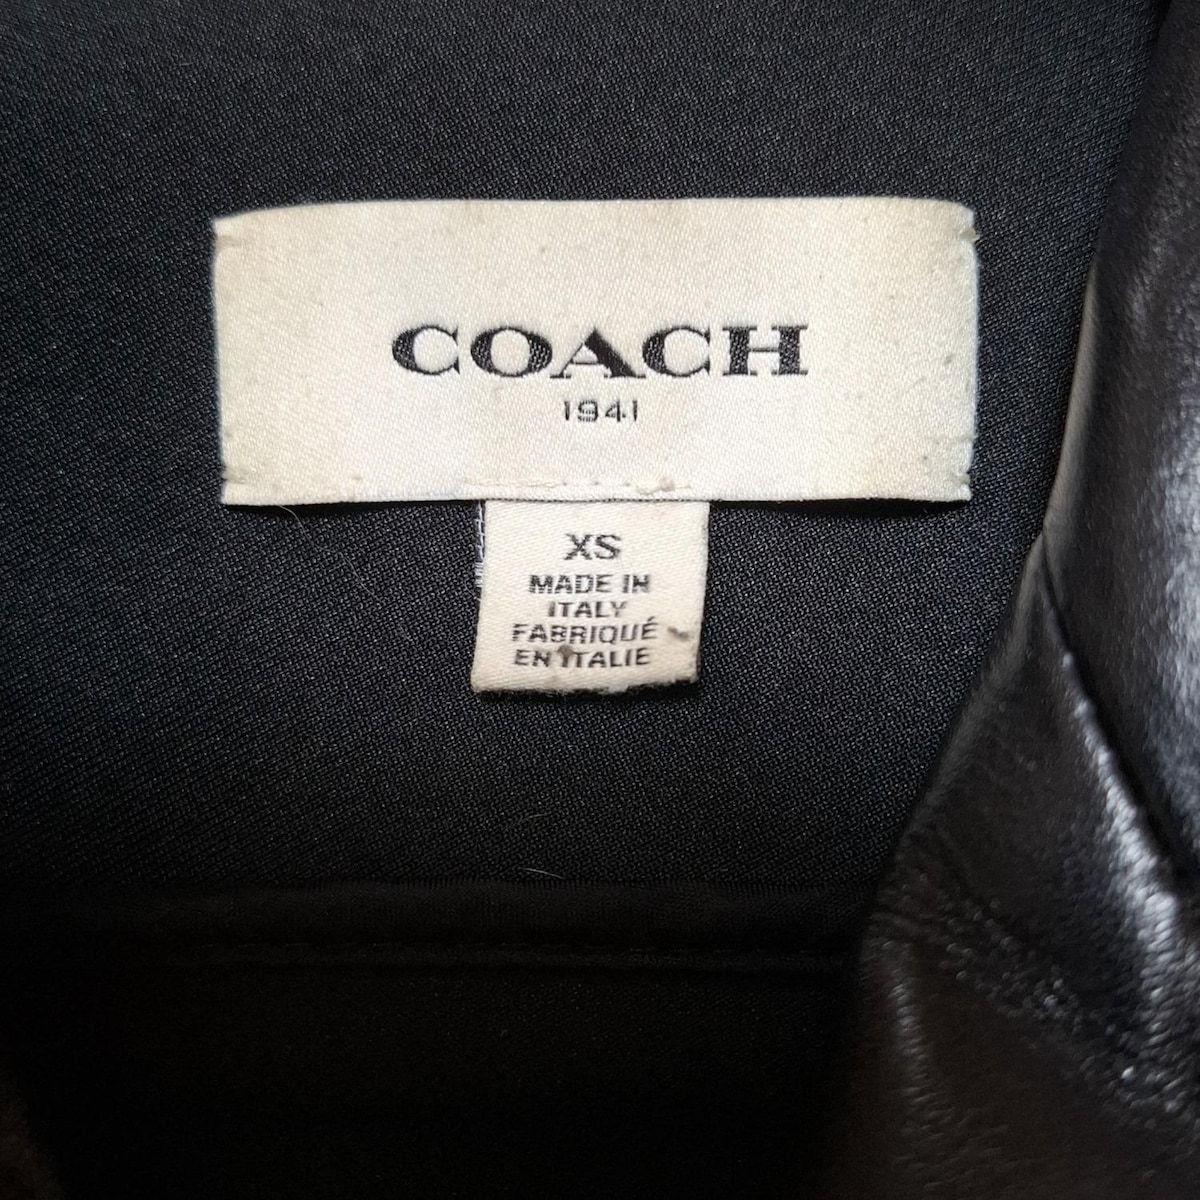 COACH
1941
XS
MADE IN
ITALY
FABRIQUÉ
EN ITALIE